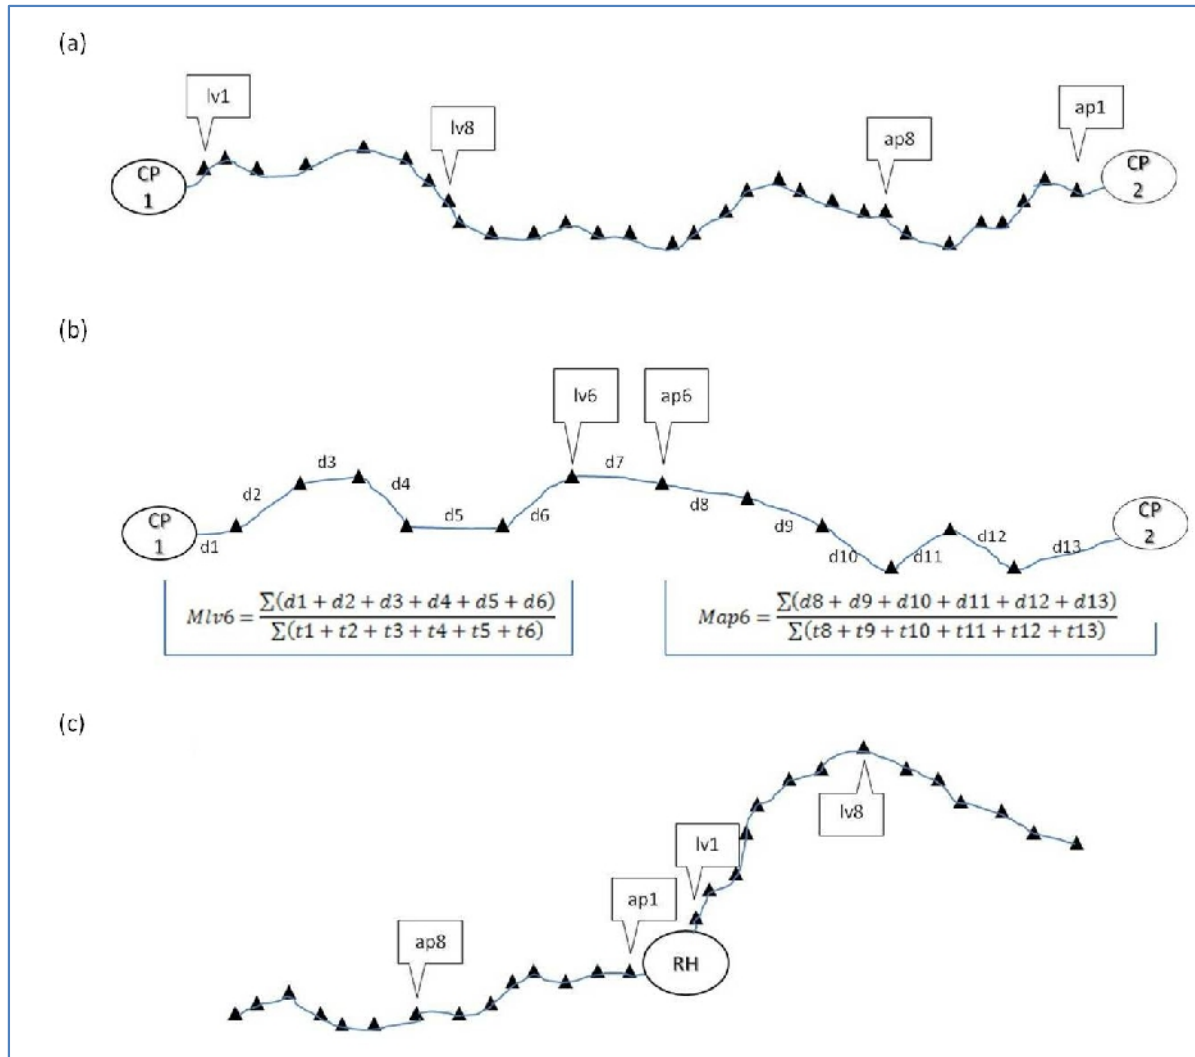 (a)
lv1
lv8
ap8
ap1
CP
1
CP
2
(b)
lv6
ap6
d1
d2
d3
d4
d5
d6
d7
d8
d9
d10
d11
d12
d13
CP
1
CP
2
Mlv6 = ∑(d1 + d2 + d3 + d4 + d5 + d6)
∑(t1 + t2 + t3 + t4 + t5 + t6)
Map6 = ∑(d8 + d9 + d10 + d11 + d12 + d13)
∑(t8 + t9 + t10 + t11 + t12 + t13)
(c)
lv8
lv1
ap1
ap8
RH